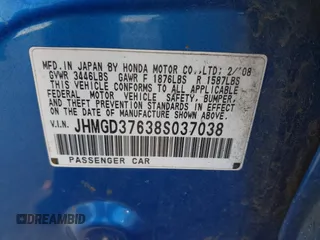 MFD. IN JAPAN BY HONDA MOTOR CO.,LTD. 2/'08
GVWR 3446LBS GAWR F 1876LBS R 1587LBS
THIS VEHICLE CONFORMS TO ALL APPLICABLE
FEDERAL MOTOR VEHICLE SAFETY, BUMPER,
AND THEFT PREVENTION STANDARDS IN EFFECT
ON THE DATE OF MANUFACTURE SHOWN ABOVE.
V.I.N. JHMGD37638S037038
PASSENGER CAR
DREAMBID